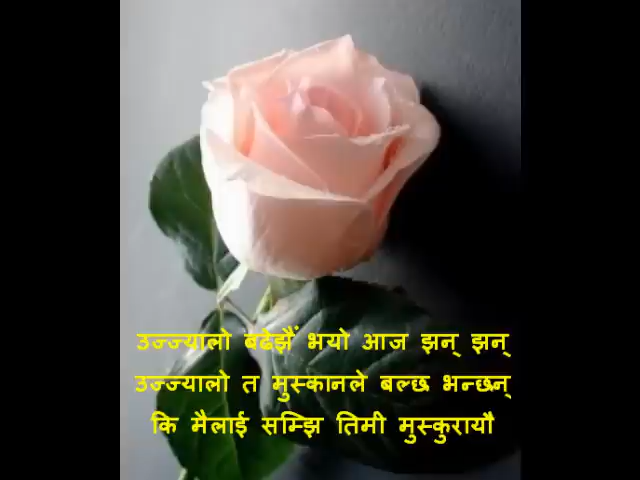 उज्ज्यालो बढेझैं भयो आज झन् झन्
उज्ज्यालो त मुस्कानले बल्छ भन्छन्
कि मैलाई सम्झि तिमी मुस्कुरायौ